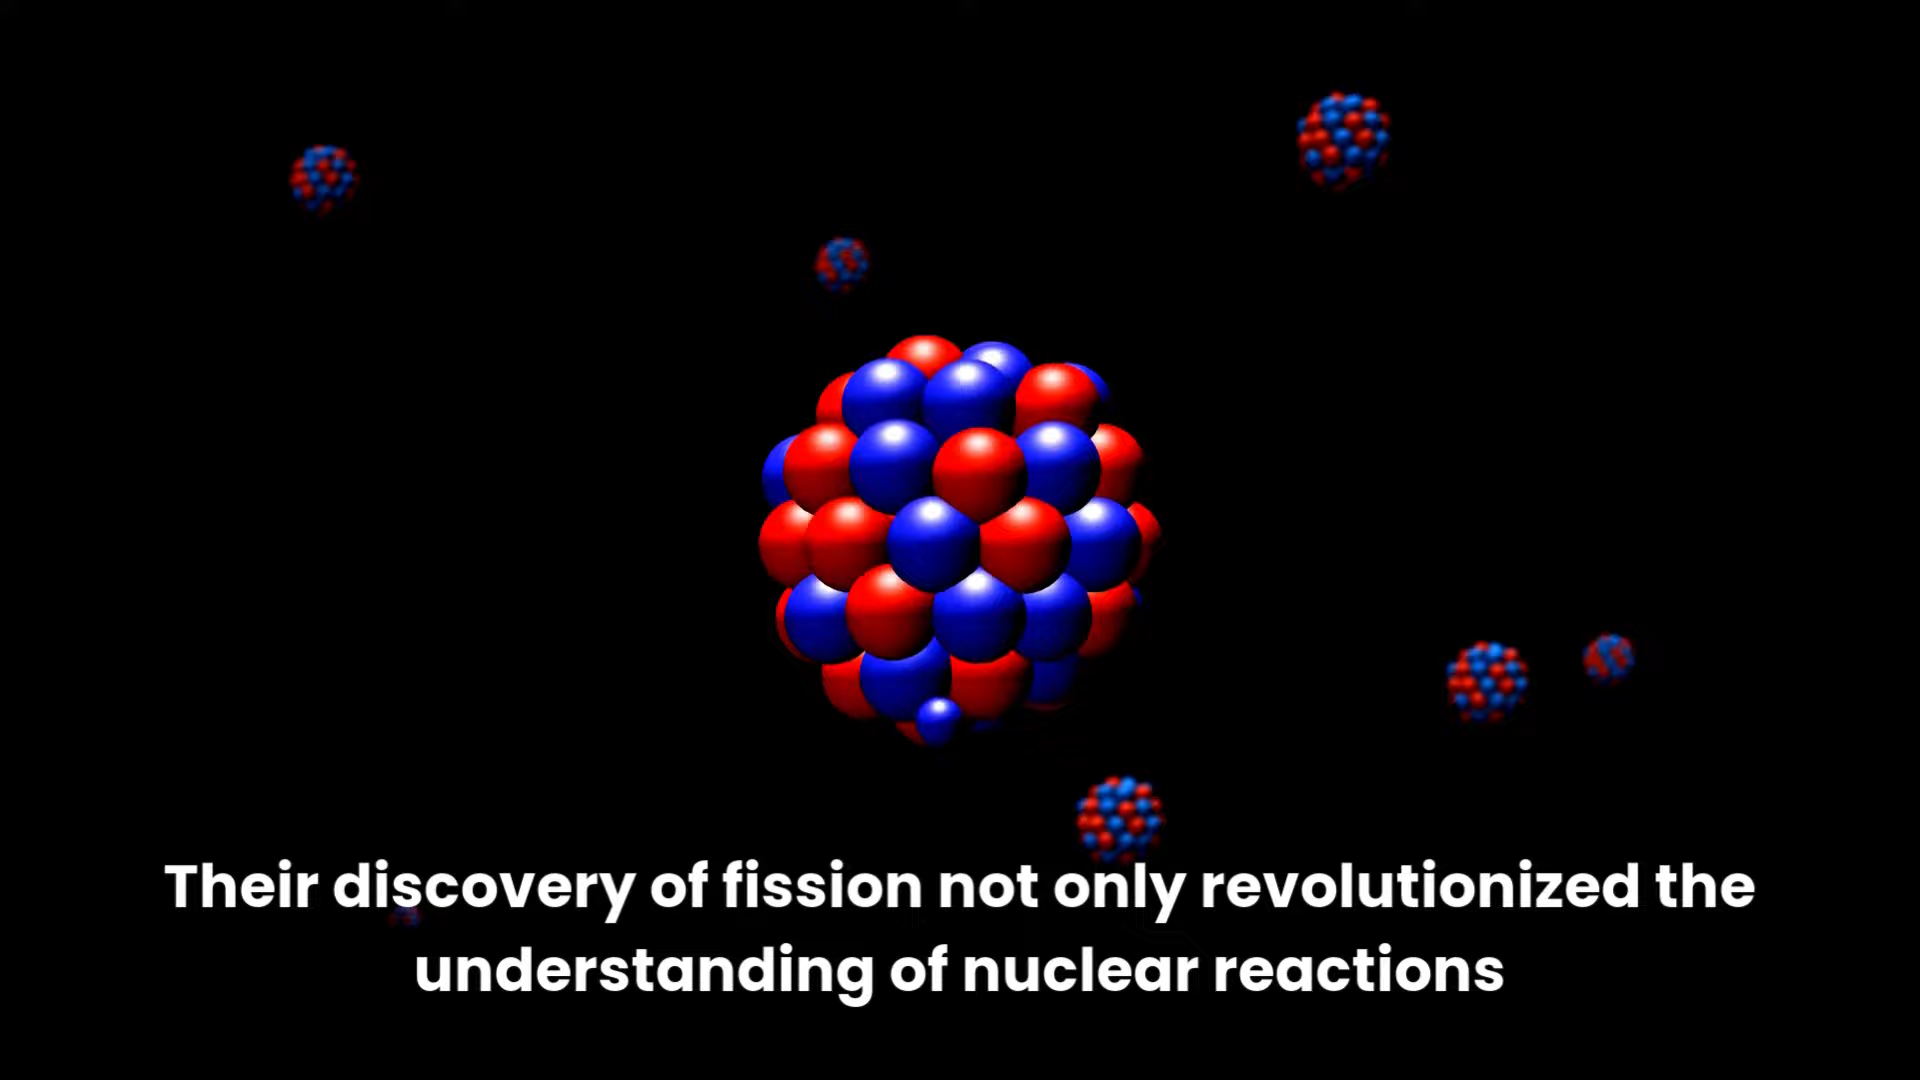 Their discovery of fission not only revolutionized the
understanding of nuclear reactions